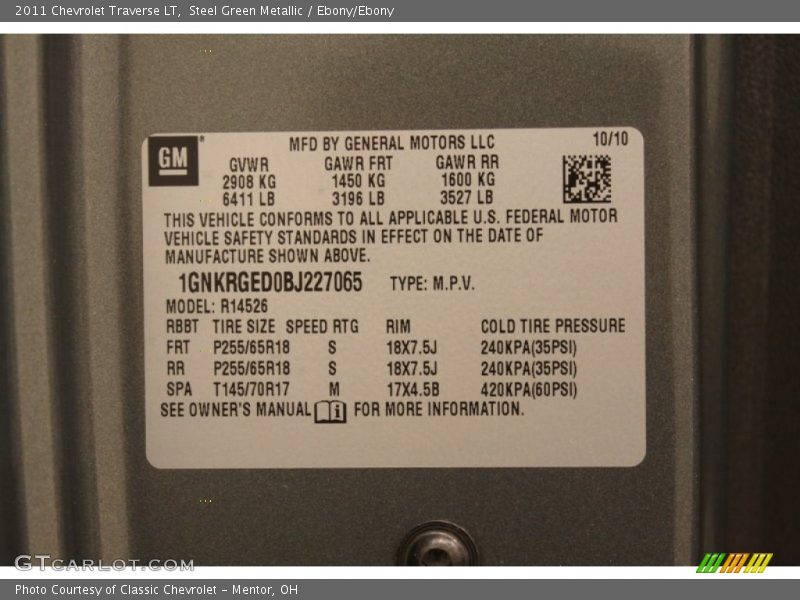 2011 Chevrolet Traverse LT, Steel Green Metallic / Ebony/Ebony
GM®
MFD BY GENERAL MOTORS LLC 10/10
GVWR GAWR FRT GAWR RR
2908 KG 1450 KG 1600 KG
6411 LB 3196 LB 3527 LB
THIS VEHICLE CONFORMS TO ALL APPLICABLE U.S. FEDERAL MOTOR
VEHICLE SAFETY STANDARDS IN EFFECT ON THE DATE OF
MANUFACTURE SHOWN ABOVE.
1GNKRGED0BJ227065 TYPE: M.P.V.
MODEL: R14526
RBBT TIRE SIZE SPEED RTG RIM COLD TIRE PRESSURE
FRT P255/65R18 S 18X7.5J 240KPA(35PSI)
RR P255/65R18 S 18X7.5J 240KPA(35PSI)
SPA T145/70R17 M 17X4.5B 420KPA(60PSI)
SEE OWNER'S MANUAL i FOR MORE INFORMATION.
GTCARLOT.COM
Photo Courtesy of Classic Chevrolet - Mentor, OH